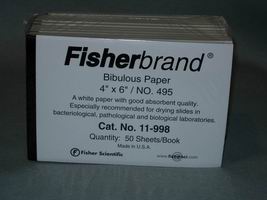 Fisherbrand®
Bibulous Paper
4" x 6" / NO. 495
A white paper with good absorbent quality.
Especially recommended for drying slides in
bacteriological, pathological and biological laboratories.
Cat. No. 11-998
Quantity: 50 Sheets/Book
Made in U.S.A.
Fisher Scientific